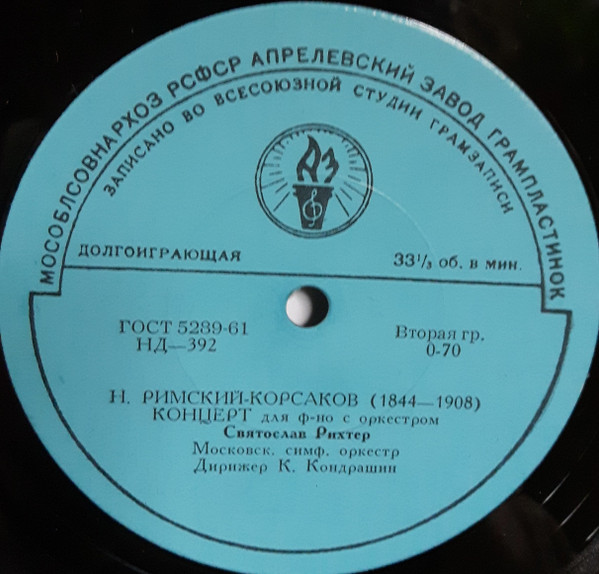 МОСОБЛСОВНАРХОЗ РСФСР АПРЕЛЕВСКИЙ ЗАВОД ГРАМПЛАСТИНОК
ЗАПИСАНО ВО ВСЕСОЮЗНОЙ СТУДИИ ГРАМЗАПИСИ
АЗ
ДОЛГОИГРАЮЩАЯ 33⅓ об. в мин.
ГОСТ 5289-61 Вторая гр.
НД—392 0-70
Н. РИМСКИЙ-КОРСАКОВ (1844—1908)
КОНЦЕРТ для ф-но с оркестром
Святослав Рихтер
Московск. симф. оркестр
Дирижер К. Кондрашин